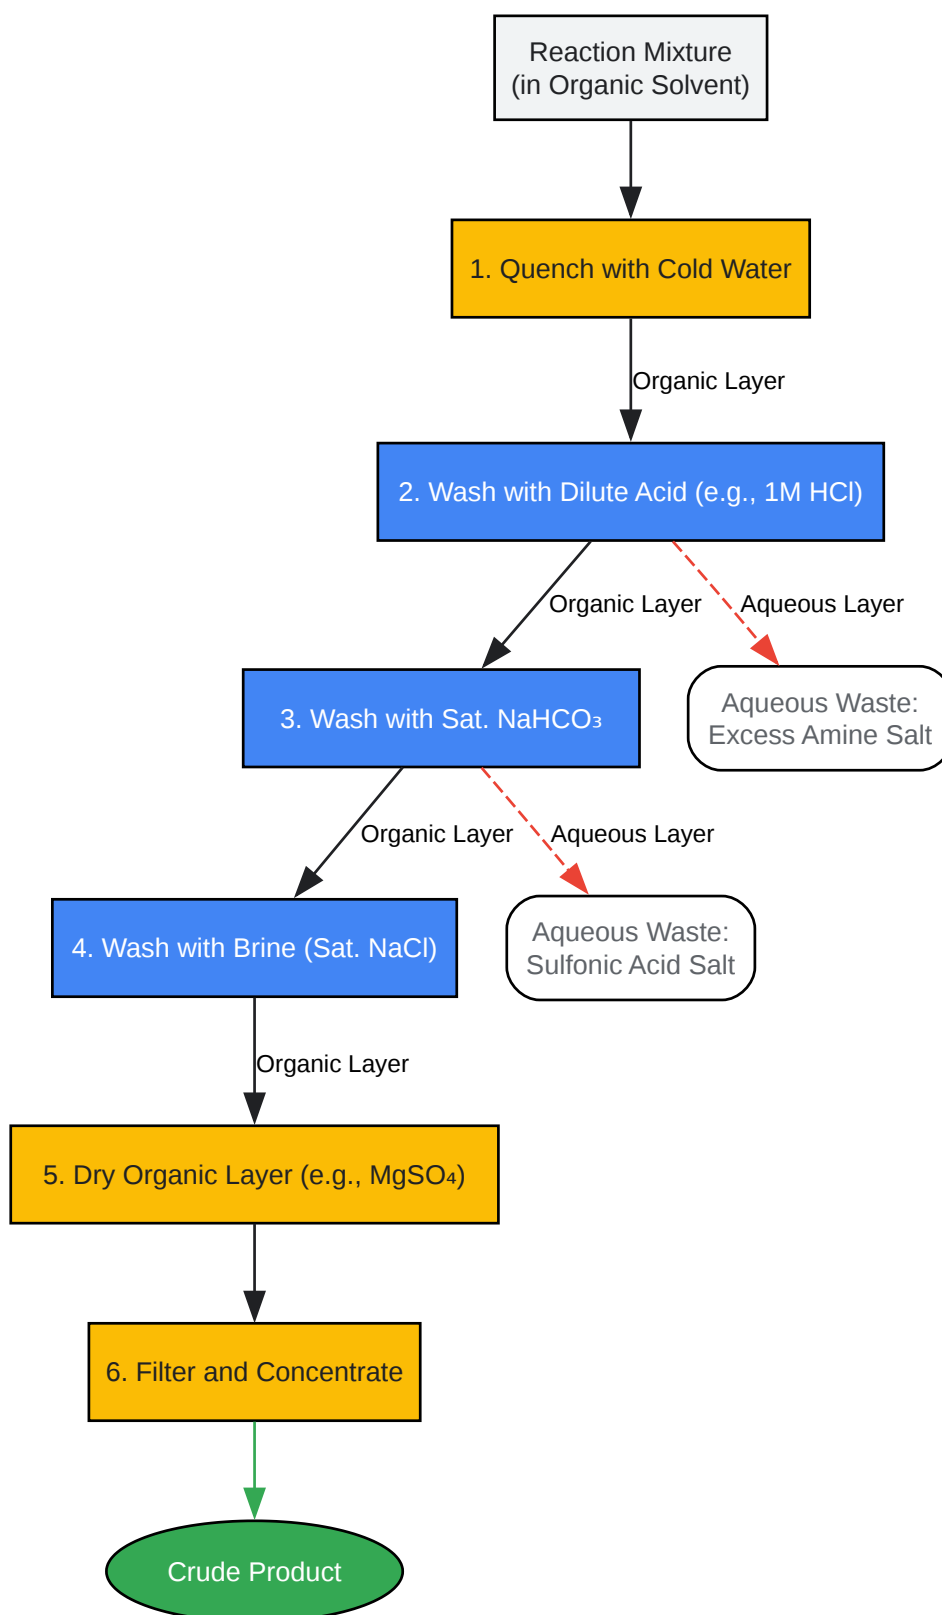 Reaction Mixture
(in Organic Solvent)
1. Quench with Cold Water
Organic Layer
2. Wash with Dilute Acid (e.g., 1M HCl)
Organic Layer
Aqueous Layer
3. Wash with Sat. NaHCO₃
Aqueous Waste:
Excess Amine Salt
Organic Layer
Aqueous Layer
4. Wash with Brine (Sat. NaCl)
Aqueous Waste:
Sulfonic Acid Salt
Organic Layer
5. Dry Organic Layer (e.g., MgSO₄)
6. Filter and Concentrate
Crude Product